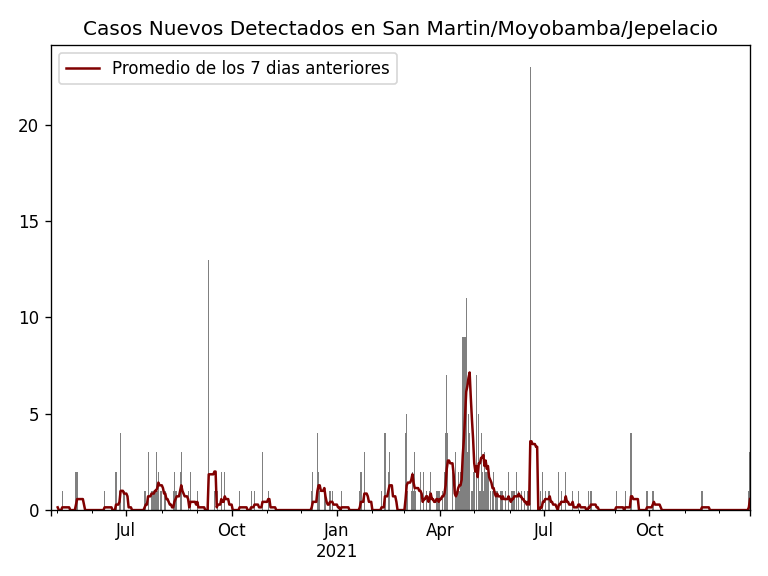 Casos Nuevos Detectados en San Martin/Moyobamba/Jepelacio
Promedio de los 7 dias anteriores
20
15
10
5
0
Jul Oct Jan Apr Jul Oct
2021